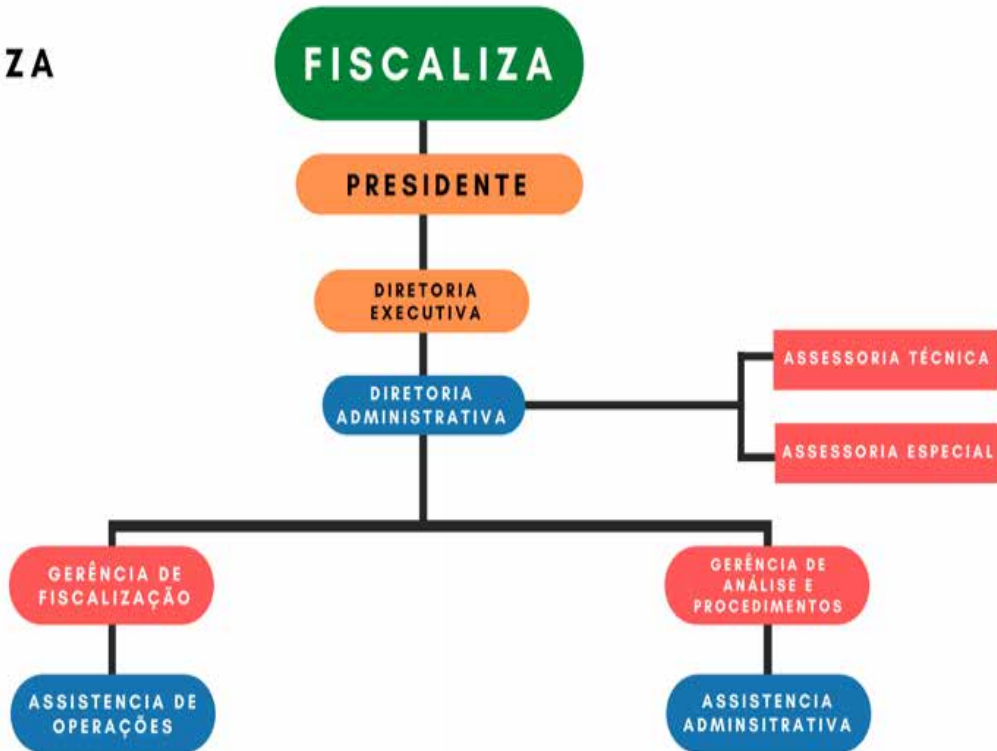 ZA
FISCALIZA
PRESIDENTE
DIRETORIA
EXECUTIVA
DIRETORIA
ADMINISTRATIVA
ASSESSORIA TÉCNICA
ASSESSORIA ESPECIAL
GERÊNCIA DE
FISCALIZAÇÃO
GERÊNCIA DE
ANÁLISE E
PROCEDIMENTOS
ASSISTENCIA DE
OPERAÇÕES
ASSISTENCIA
ADMINSITRATIVA